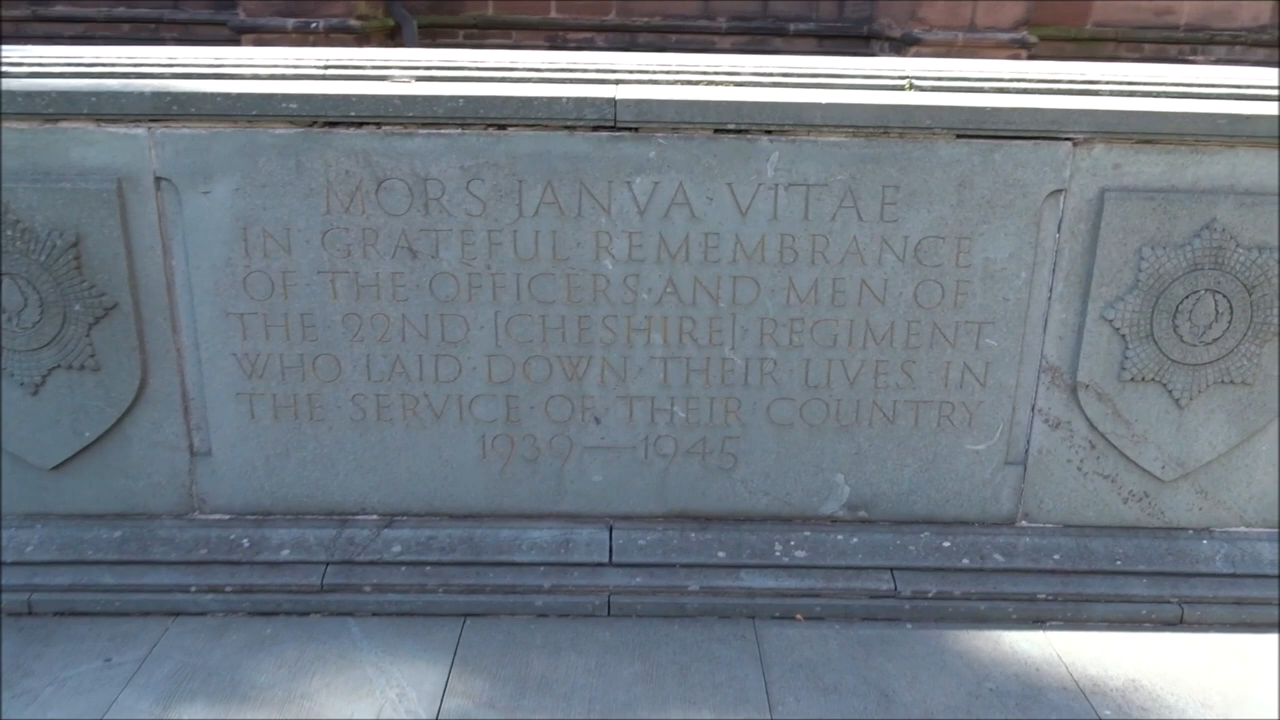 MORS·JANVA·VITAE
IN·GRATEFUL·REMEMBRANCE
OF·THE·OFFICERS·AND·MEN·OF
THE·22ND·[CHESHIRE]·REGIMENT
WHO·LAID·DOWN·THEIR·LIVES·IN
THE·SERVICE·OF·THEIR·COUNTRY
1939—1945